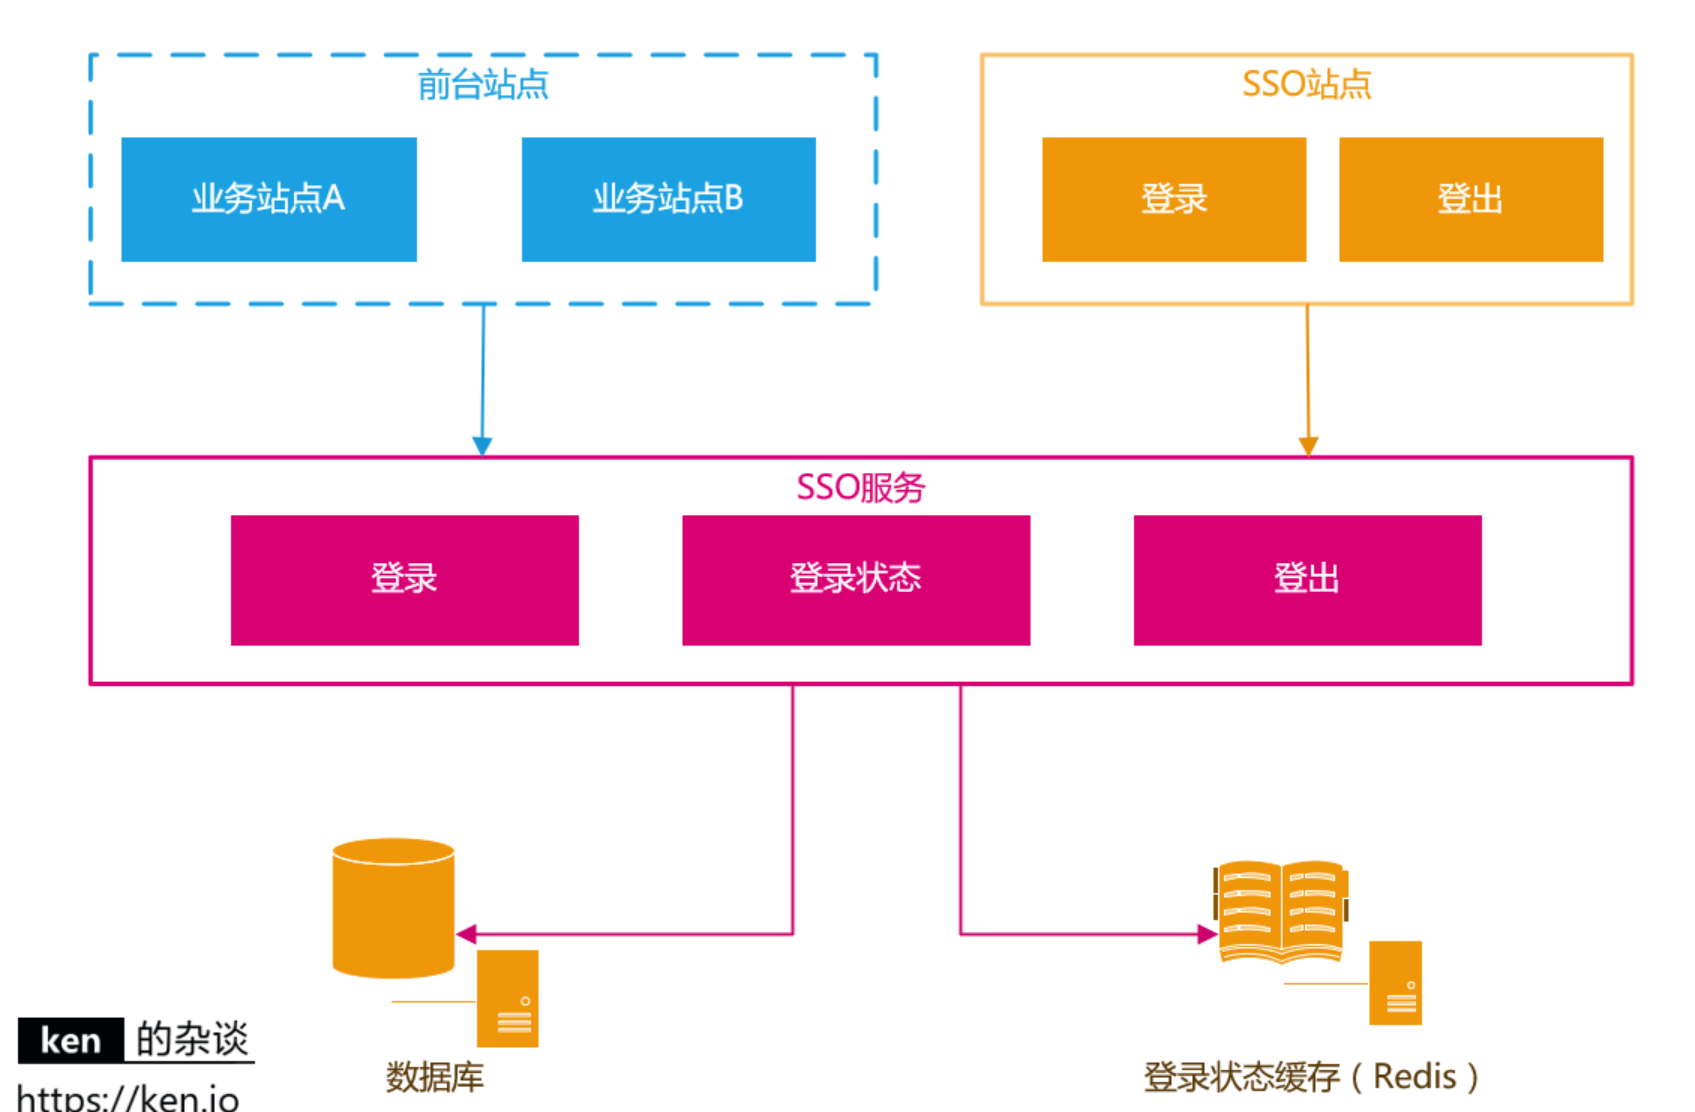 前台站点
SSO站点
业务站点A
业务站点B
登录
登出
SSO服务
登录
登录状态
登出
数据库
登录状态缓存（Redis）
ken 的杂谈
https://ken.io